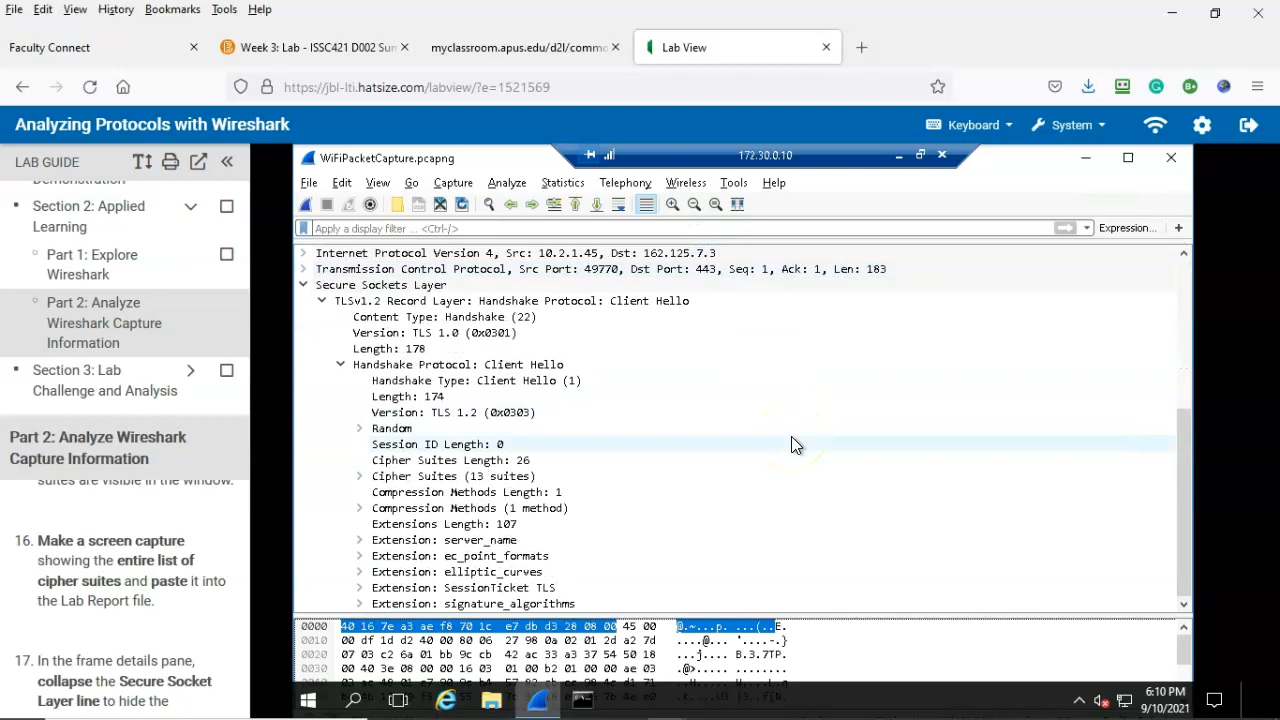 File Edit View History Bookmarks Tools Help
Faculty Connect
Week 3: Lab - ISSC421 D002 Sum
myclassroom.apus.edu/d2l/commo
Lab View
https://jbl-lti.hatsize.com/labview/?e=1521569
Analyzing Protocols with Wireshark
Keyboard
System
LAB GUIDE
Demonstration
Section 2: Applied
Learning
Part 1: Explore
Wireshark
Part 2: Analyze
Wireshark Capture
Information
Section 3: Lab
Challenge and Analysis
Part 2: Analyze Wireshark
Capture Information
suites are visible in the window.
16. Make a screen capture
showing the entire list of
cipher suites and paste it into
the Lab Report file.
17. In the frame details pane,
collapse the Secure Socket
Layer line to hide the
WiFiPacketCapture.pcapng
172.30.0.10
File Edit View Go Capture Analyze Statistics Telephony Wireless Tools Help
Apply a display filter ... <Ctrl-/>
Expression...
Internet Protocol Version 4, Src: 10.2.1.45, Dst: 162.125.7.3
Transmission Control Protocol, Src Port: 49770, Dst Port: 443, Seq: 1, Ack: 1, Len: 183
Secure Sockets Layer
TLSv1.2 Record Layer: Handshake Protocol: Client Hello
Content Type: Handshake (22)
Version: TLS 1.0 (0x0301)
Length: 178
Handshake Protocol: Client Hello
Handshake Type: Client Hello (1)
Length: 174
Version: TLS 1.2 (0x0303)
Random
Session ID Length: 0
Cipher Suites Length: 26
Cipher Suites (13 suites)
Compression Methods Length: 1
Compression Methods (1 method)
Extensions Length: 107
Extension: server_name
Extension: ec_point_formats
Extension: elliptic_curves
Extension: SessionTicket TLS
Extension: signature_algorithms
0000 40 16 7e a3 ae f8 70 1c e7 db d3 28 08 00 45 00 @.~...p. ...(..E.
0010 00 df 1d d2 40 00 80 06 27 98 0a 02 01 2d a2 7d ....@... '....-.}
0020 07 03 c2 6a 01 bb 9c cb 42 ac 33 a3 37 54 50 18 ...j.... B.3.7TP.
0030 00 40 3e 08 00 00 16 03 01 00 b2 01 00 00 ae 03 .@>..... ........
6:10 PM
9/10/2021